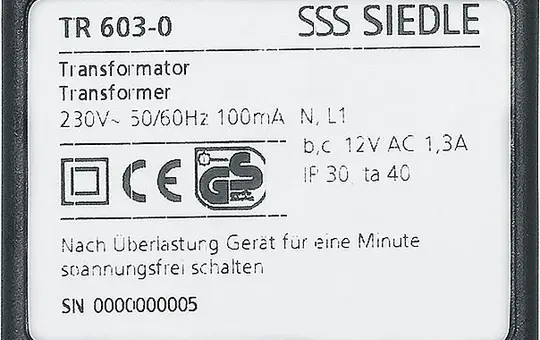 TR 603-0 SSS SIEDLE
Transformator
Transformer
230V~ 50/60Hz 100mA N, L1
b,c 12V AC 1,3A
IP 30, ta 40
CE GS
Nach Überlastung Gerät für eine Minute
spannungsfrei schalten
SN 0000000005